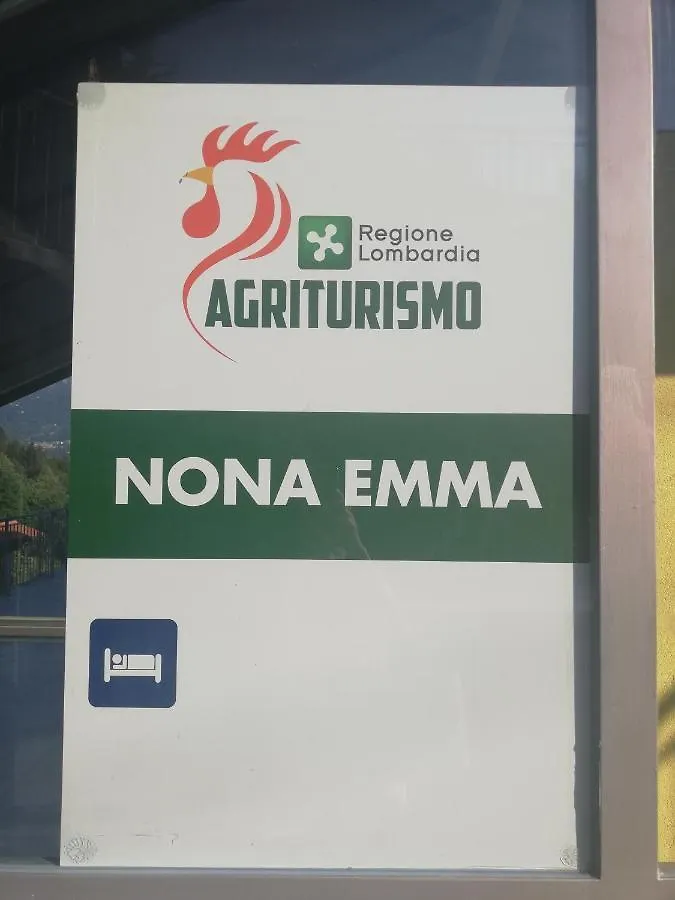 Regione
Lombardia
AGRITURISMO
NONA EMMA